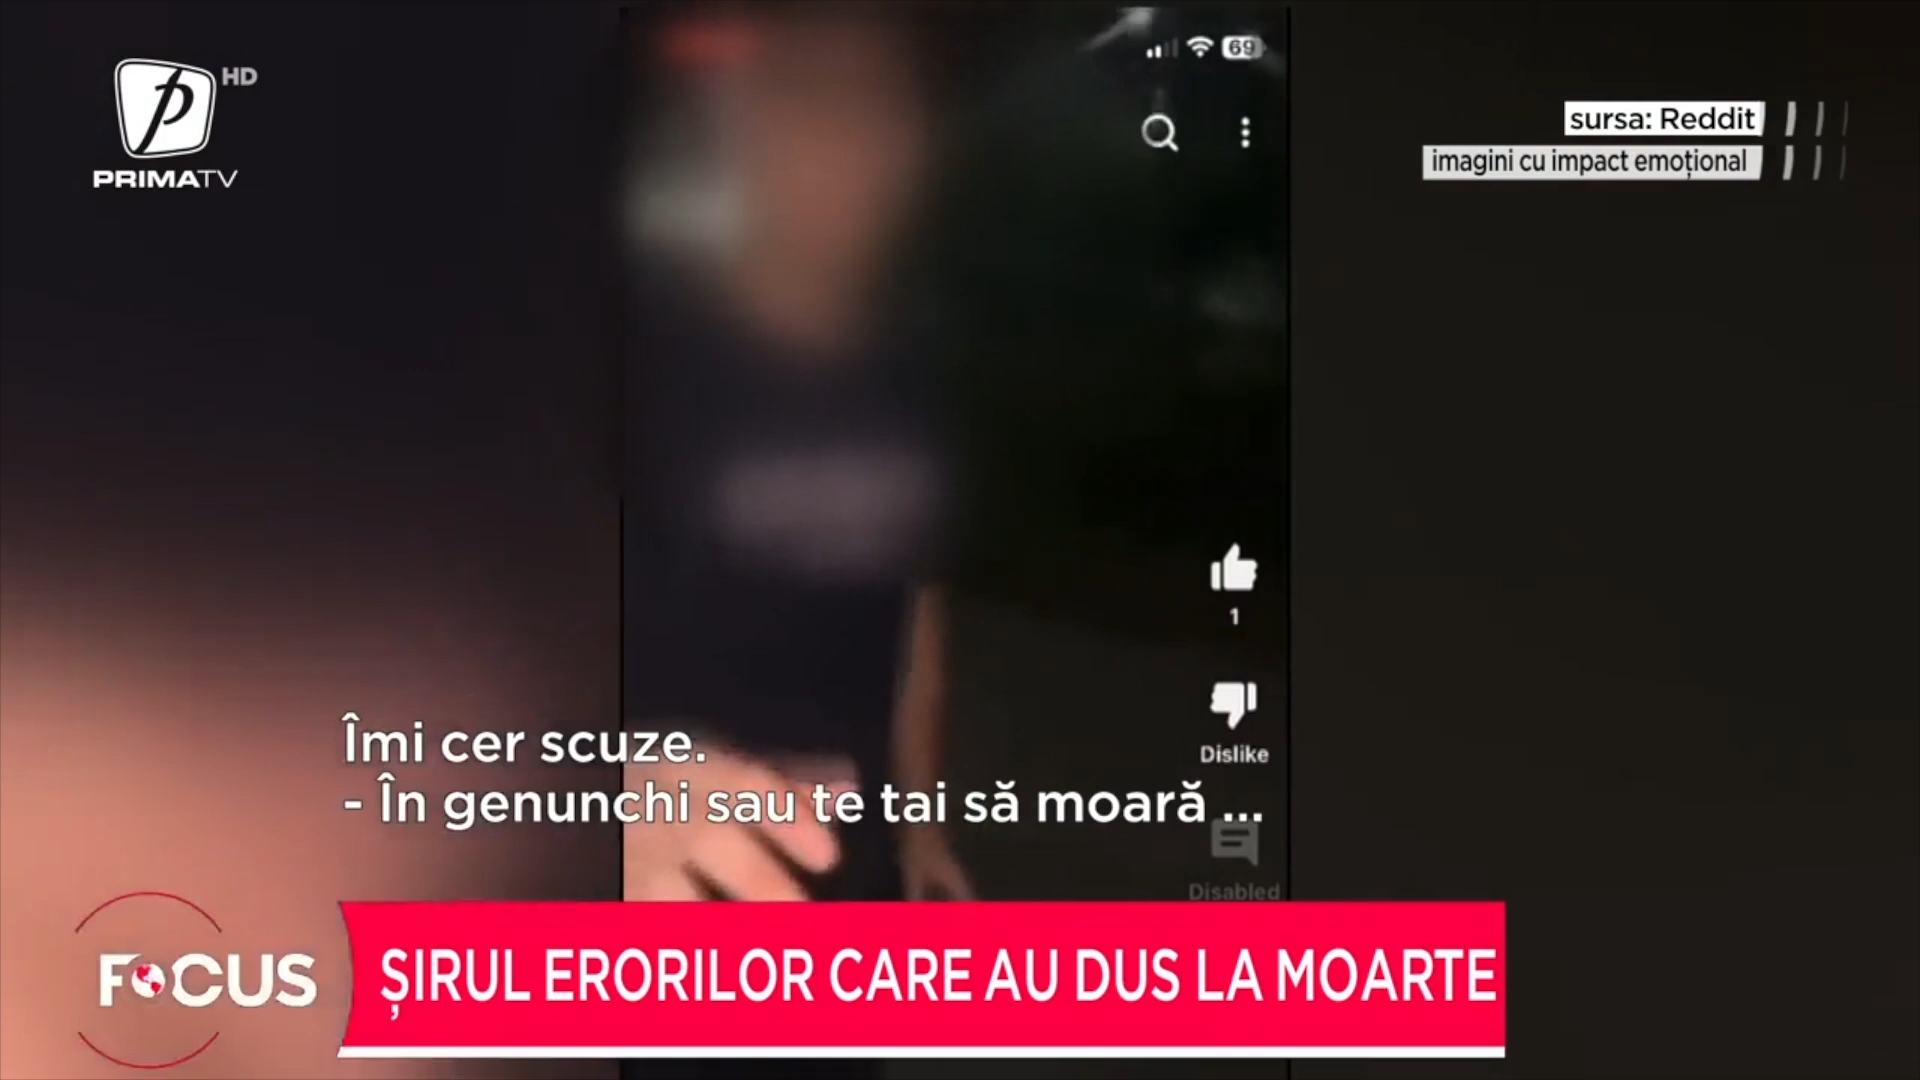 HD
PRIMATV
69
sursa: Reddit
imagini cu impact emoțional
1
Dislike
Îmi cer scuze.
- În genunchi sau te tai să moară ...
Disabled
FOCUS
ȘIRUL ERORILOR CARE AU DUS LA MOARTE